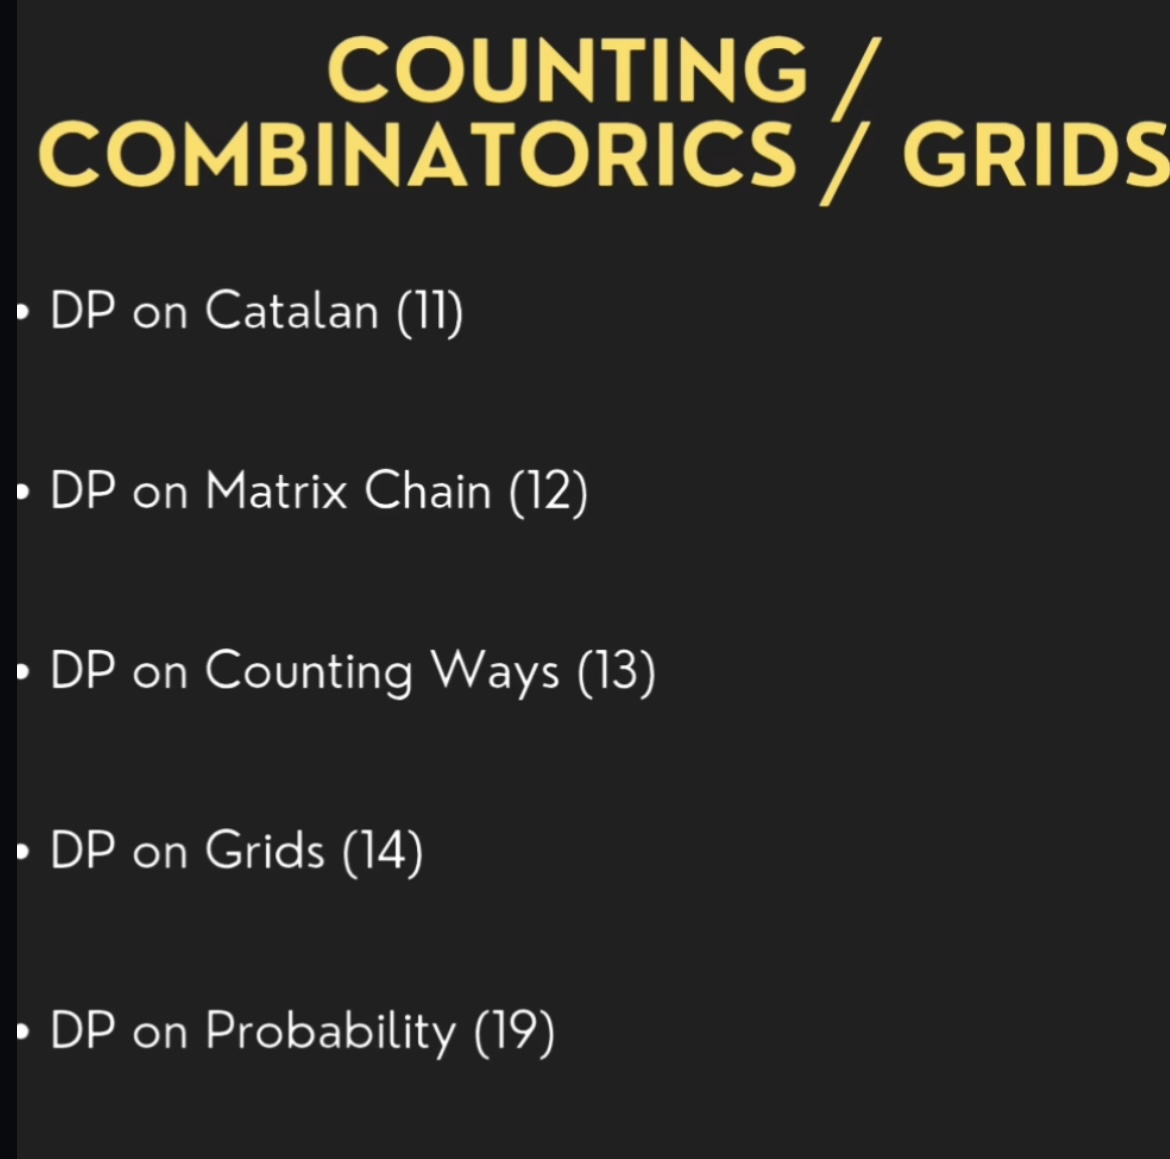 COUNTING /
COMBINATORICS / GRIDS
• DP on Catalan (11)
• DP on Matrix Chain (12)
• DP on Counting Ways (13)
• DP on Grids (14)
• DP on Probability (19)